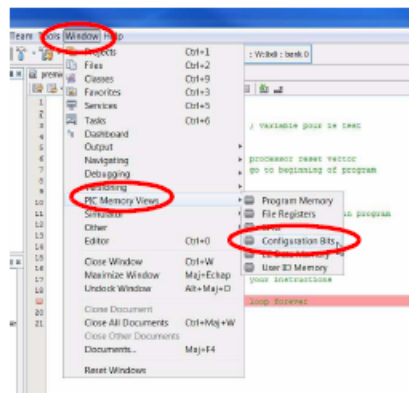 Team Tools Window Help
Projects Ctrl+1
Files Ctrl+2
Classes Ctrl+9
Favorites Ctrl+3
Services Ctrl+5
Tasks Ctrl+6
Dashboard
Output
Navigating
Debugging
Versioning
PIC Memory Views
Simulator
Other
Editor Ctrl+0
Close Window Ctrl+W
Maximize Window Maj+Echap
Undock Window Alt+Maj+D
Close Document
Close All Documents Ctrl+Maj+W
Close Other Documents
Documents... Maj+F4
Reset Windows
Program Memory
File Registers
Configuration Bits
EE Data Memory
User ID Memory
: bank 0
; variable pour le test
processor reset vector
go to beginning of program
in program
your instructions
loop forever